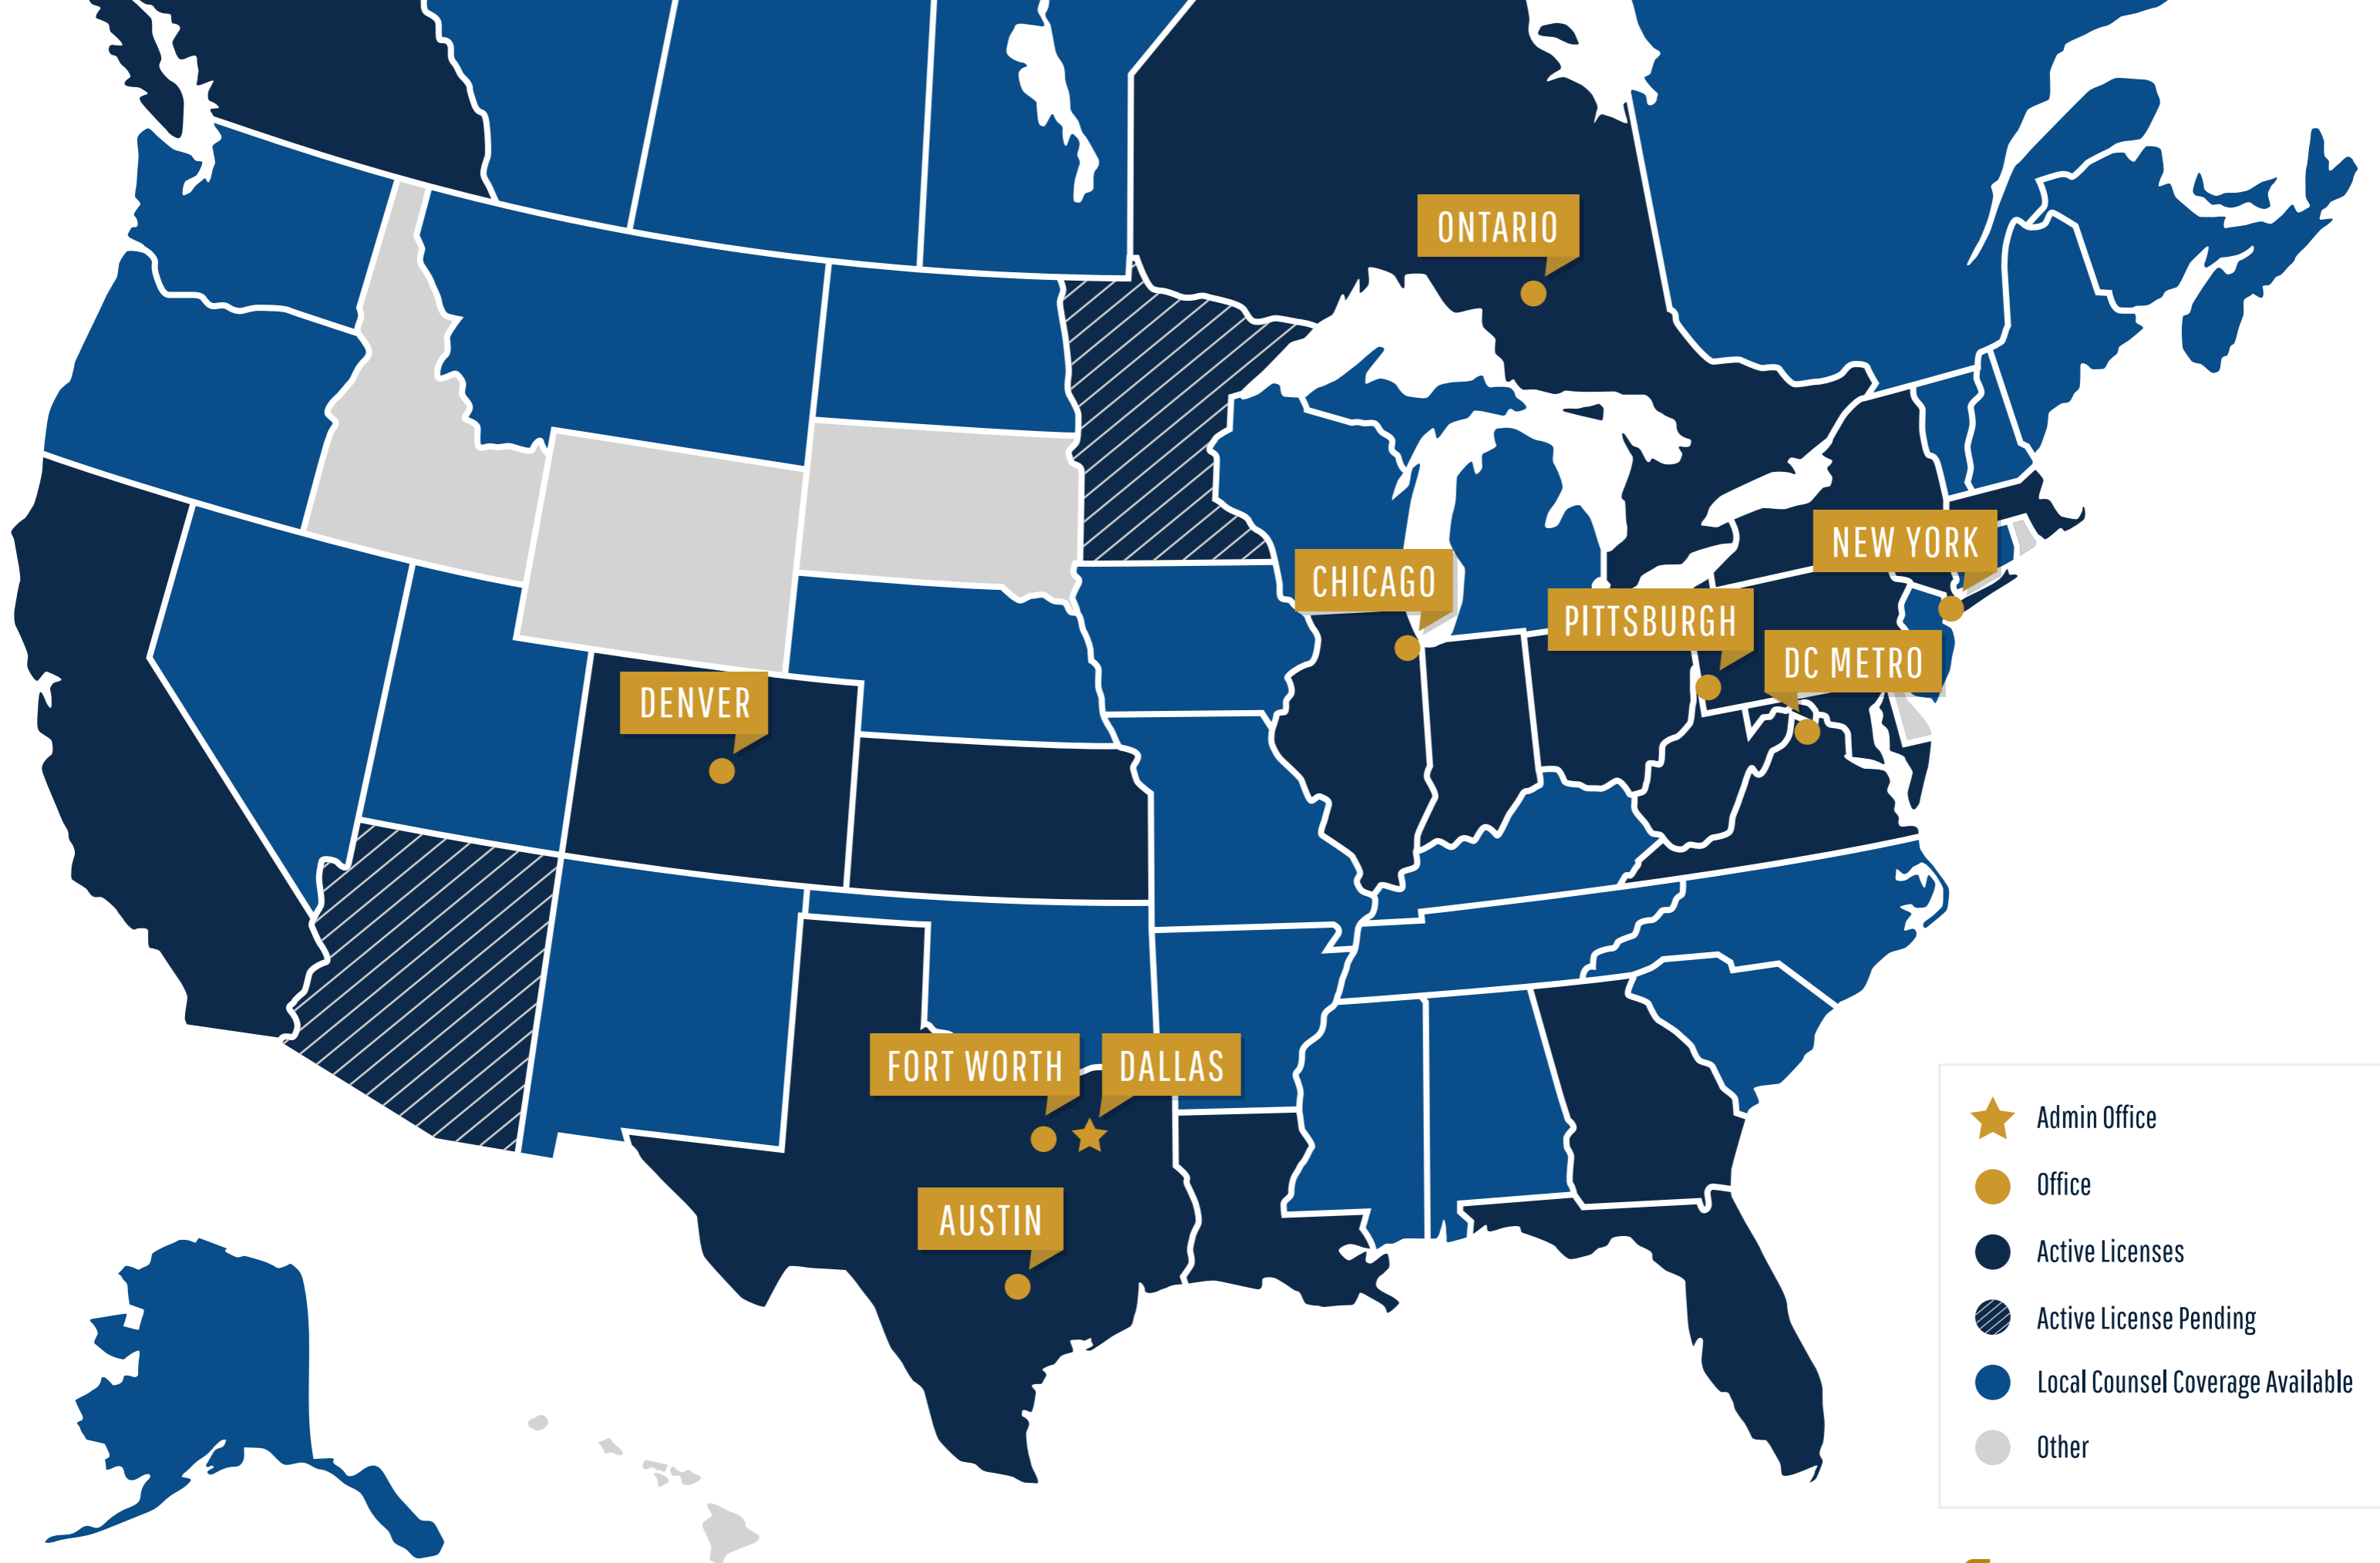 ONTARIO
NEW YORK
CHICAGO
PITTSBURGH
DC METRO
DENVER
FORT WORTH
DALLAS
AUSTIN
Admin Office
Office
Active Licenses
Active License Pending
Local Counsel Coverage Available
Other